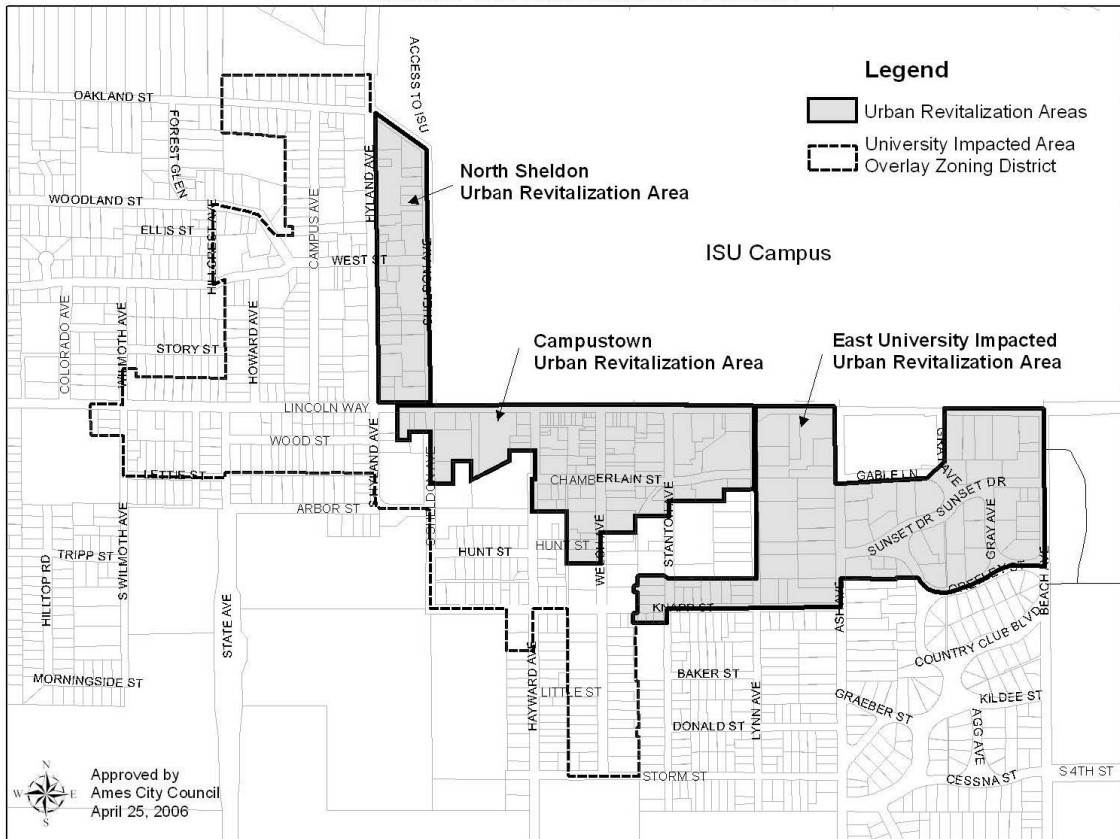 Legend
Urban Revitalization Areas
University Impacted Area
Overlay Zoning District
ACCESS TO ISU
OAKLAND ST
FOREST GLEN
North Sheldon
Urban Revitalization Area
HYLAND AVE
WOODLAND ST
ELLIS ST
HILLCREST AVE
CAMPUS AVE
WEST ST
SHELDON AVE
ISU Campus
COLORADO AVE
WILMOTH AVE
STORY ST
HOWARD AVE
Campustown
Urban Revitalization Area
East University Impacted
Urban Revitalization Area
LINCOLN WAY
WOOD ST
S HYLAND AVE
S SHELDON AVE
LETTIE ST
CHAMBERLAIN ST
GABLE LN
GRAY AVE
SUNSET DR
SUNSET DR
GRAY AVE
ARBOR ST
HUNT ST
HUNT ST
WELCH AVE
STANTON AVE
TRIPP ST
HILLTOP RD
S WILMOTH AVE
STATE AVE
KNAPP ST
ASH AVE
GREELEY ST
BEACH AVE
COUNTRY CLUB BLVD
MORNINGSIDE ST
HAYWARD AVE
LITTLE ST
BAKER ST
LYNN AVE
GRAEBER ST
KILDEE ST
DONALD ST
AGG AVE
STORM ST
CESSNA ST
S 4TH ST
N
W
E
S
Approved by
Ames City Council
April 25, 2006